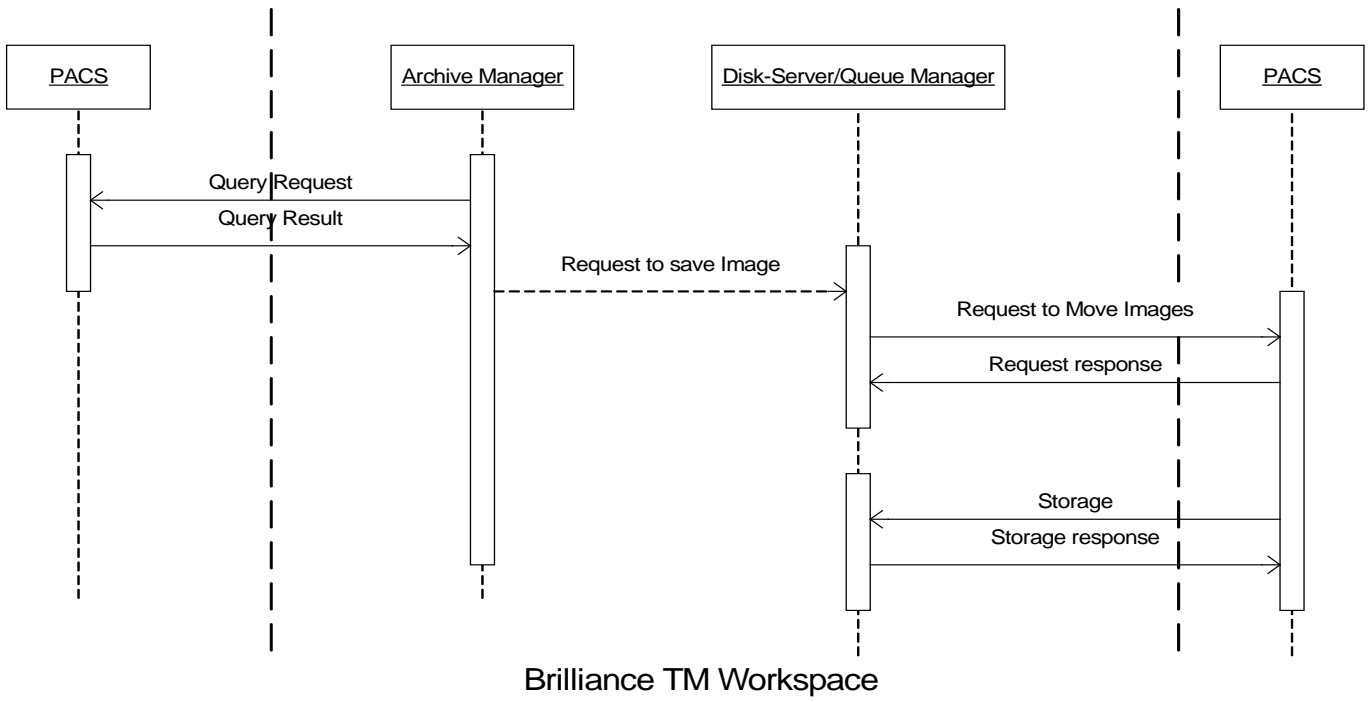 PACS
Archive Manager
Disk-Server/Queue Manager
PACS
Query Request
Query Result
Request to save Image
Request to Move Images
Request response
Storage
Storage response
Brilliance TM Workspace